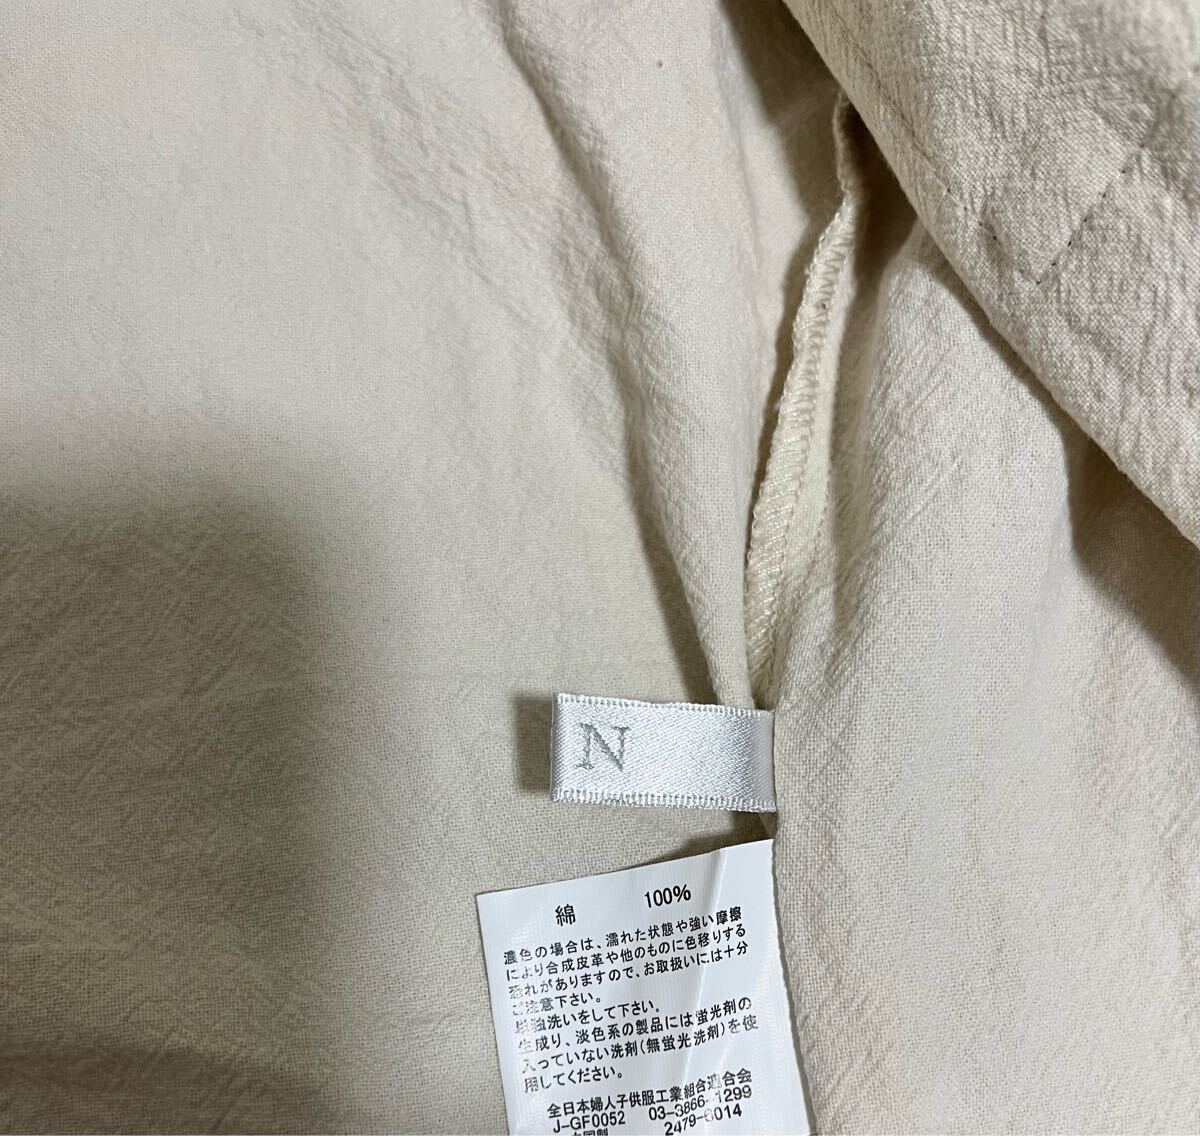 N
綿 100%
濃色の場合は、濡れた状態や強い摩擦
により合成皮革や他のものに色移りする
恐れがありますので、お取扱いには十分
ご注意下さい。
単独洗いをして下さい。
生成り、淡色系の製品には蛍光剤の
入っていない洗剤(無蛍光洗剤)を使
用してください。
全日本婦人子供服工業組合連合会
J-GF0052 03-3866-1299
2479-6014